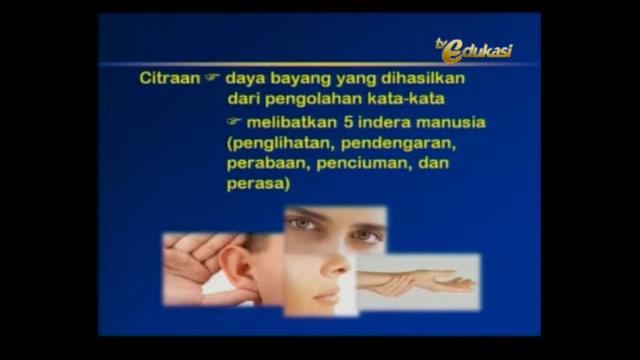 tv edukasi
Citraan ☞ daya bayang yang dihasilkan
dari pengolahan kata-kata
☞ melibatkan 5 indera manusia
(penglihatan, pendengaran,
perabaan, penciuman, dan
perasa)